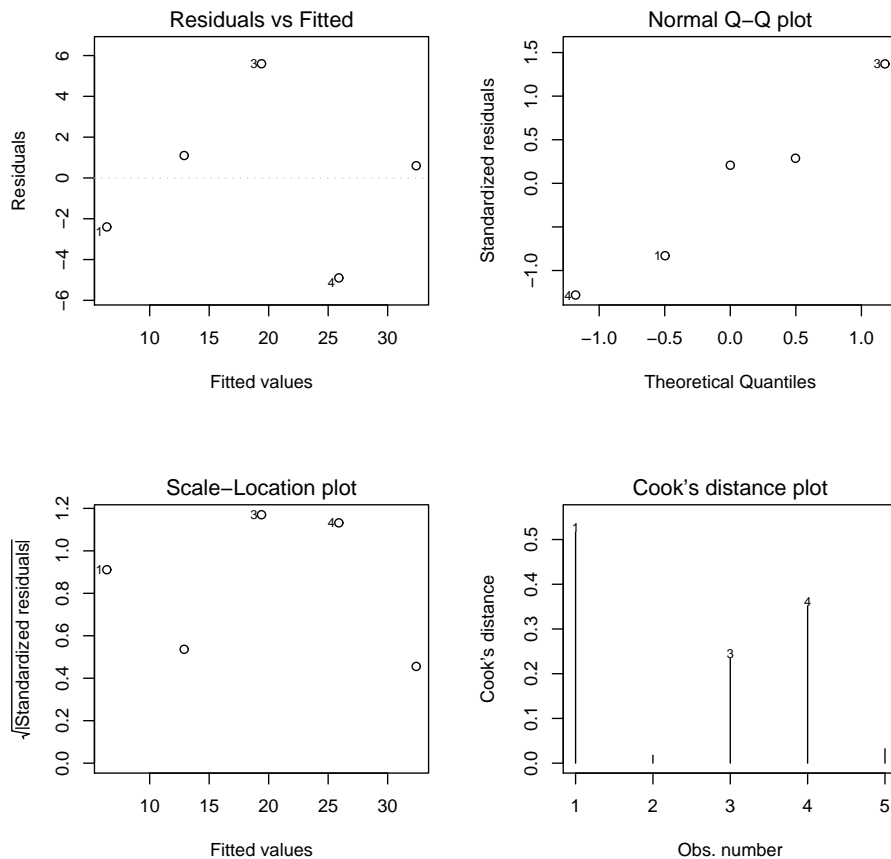 Residuals vs Fitted
Residuals
−6 −4 −2 0 2 4 6
1
3
4
10 15 20 25 30
Fitted values
Normal Q−Q plot
Standardized residuals
−1.0 0.0 0.5 1.0 1.5
4
1
3
−1.0 −0.5 0.0 0.5 1.0
Theoretical Quantiles
Scale−Location plot
√|Standardized residuals|
0.0 0.2 0.4 0.6 0.8 1.0 1.2
1
3
4
10 15 20 25 30
Fitted values
Cook's distance plot
Cook's distance
0.0 0.1 0.2 0.3 0.4 0.5
1
3
4
1 2 3 4 5
Obs. number